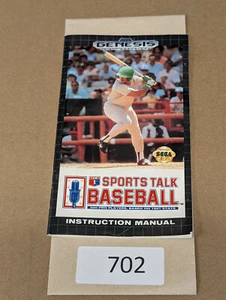 GENESIS
SEGA
SPORTS TALK
BASEBALL
INSTRUCTION MANUAL
702